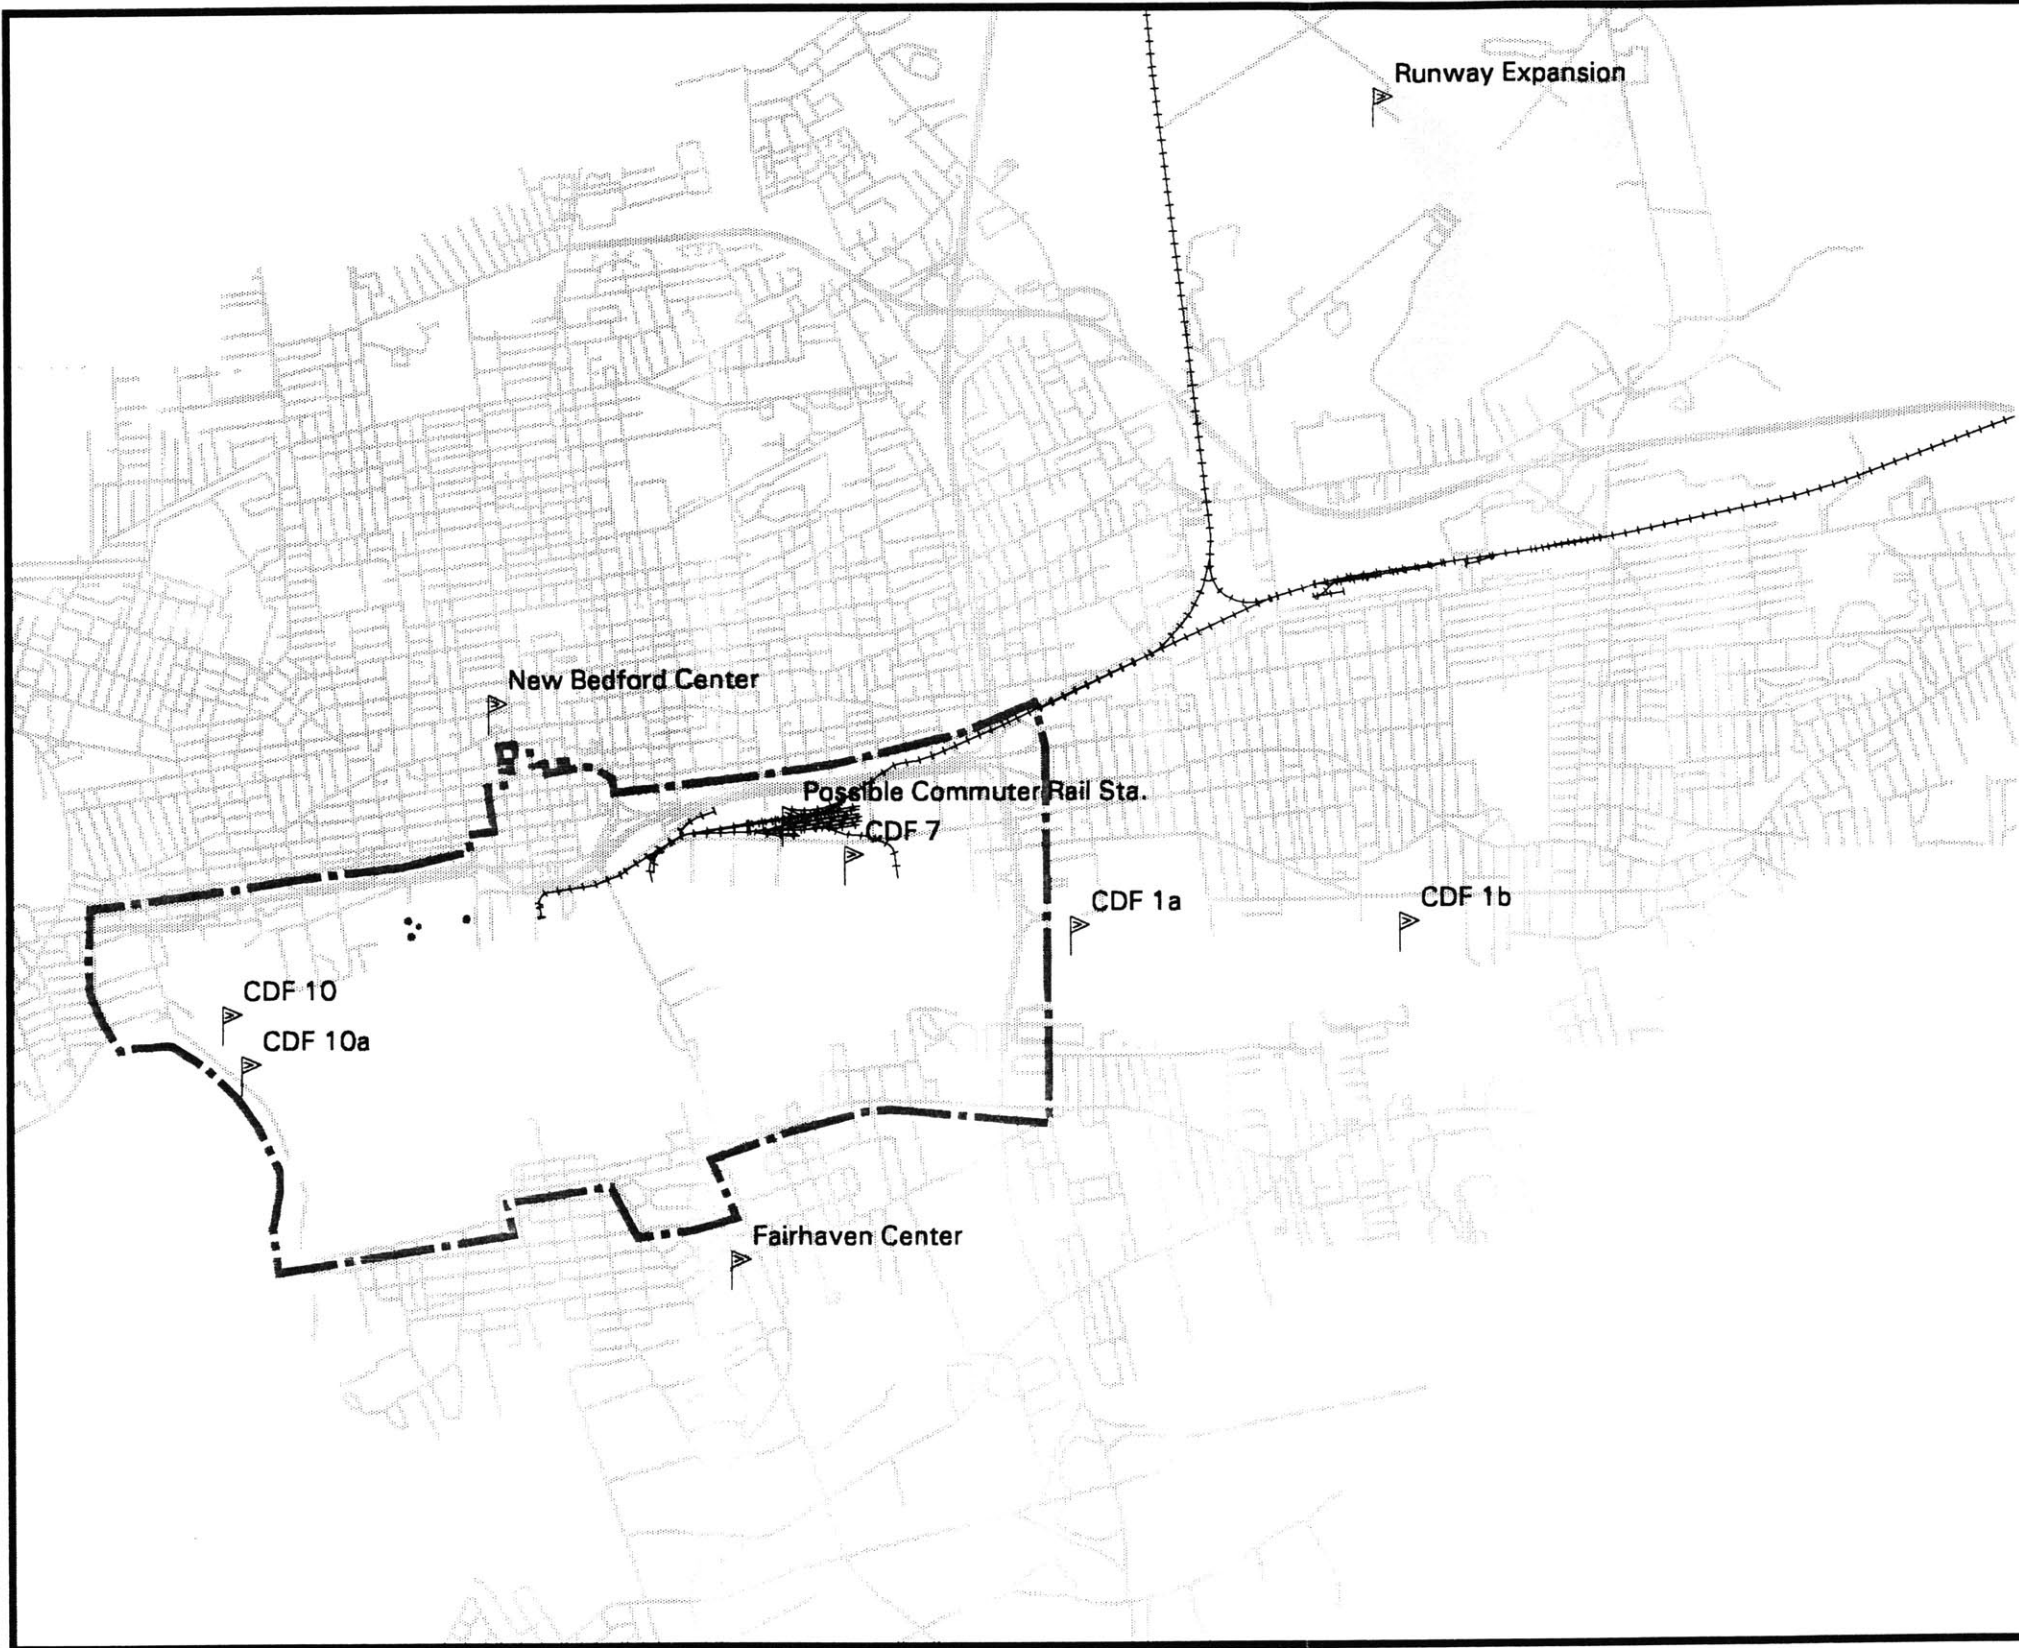 Runway Expansion
New Bedford Center
Possible Commuter Rail Sta.
CDF 7
CDF 1a
CDF 1b
CDF 10
CDF 10a
Fairhaven Center